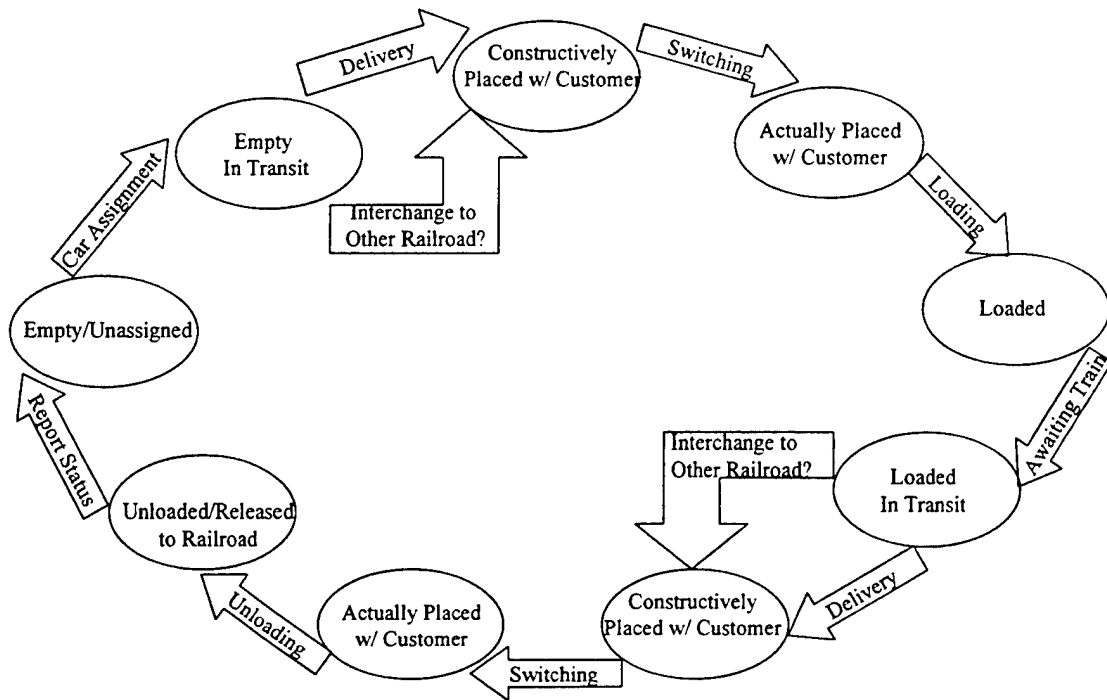 Delivery
Constructively
Placed w/ Customer
Switching
Actually Placed
w/ Customer
Loading
Loaded
Awaiting Train
Loaded
In Transit
Interchange to
Other Railroad?
Delivery
Constructively
Placed w/ Customer
Switching
Actually Placed
w/ Customer
Unloading
Unloaded/Released
to Railroad
Report Status
Empty/Unassigned
Car Assignment
Empty
In Transit
Interchange to
Other Railroad?